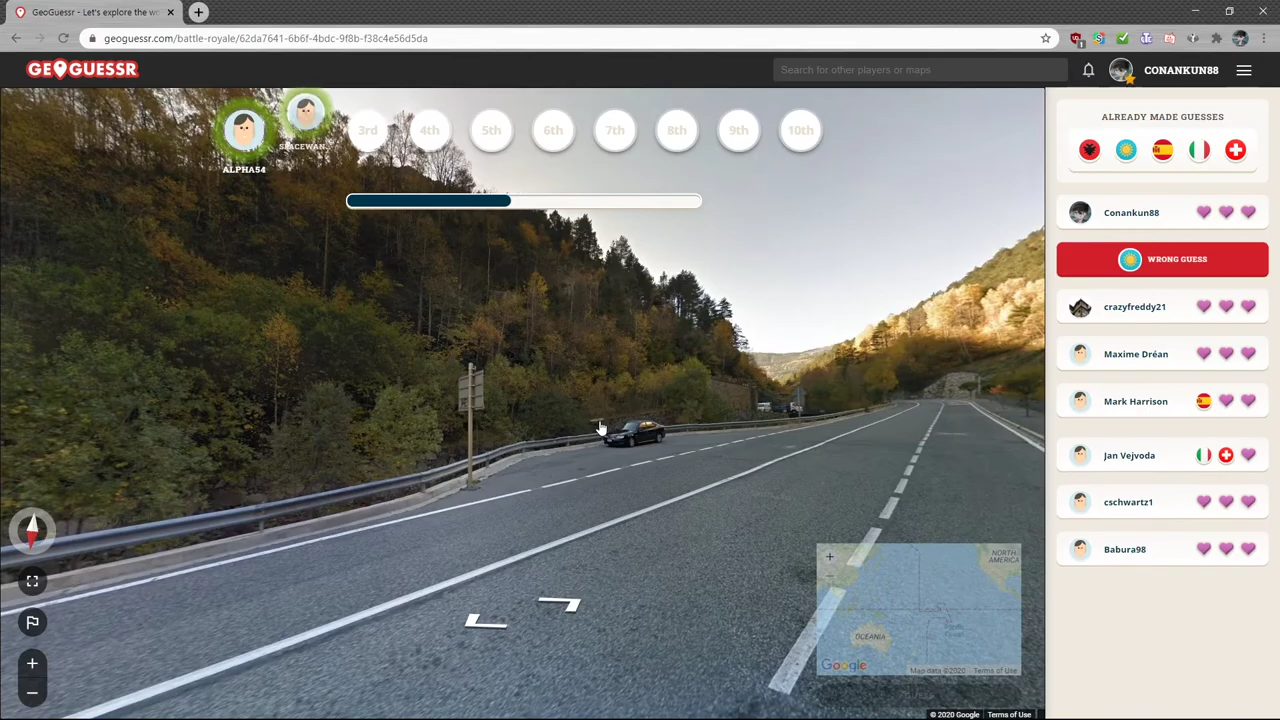 GeoGuessr - Let's explore the wo
geoguessr.com/battle-royale/62da7641-6b6f-4bdc-9f8b-f38c4e56d5da
1
GEOGUESSR
Search for other players or maps
CONANKUN88
3rd
4th
5th
6th
7th
8th
9th
10th
SPACEWAN...
ALPHA54
ALREADY MADE GUESSES
Conankun88
WRONG GUESS
crazyfreddy21
Maxime Dréan
Mark Harrison
Jan Vejvoda
cschwartz1
Babura98
NORTH
AMERICA
OCEANIA
Google
Map data ©2020
Terms of Use
© 2020 Google
Terms of Use